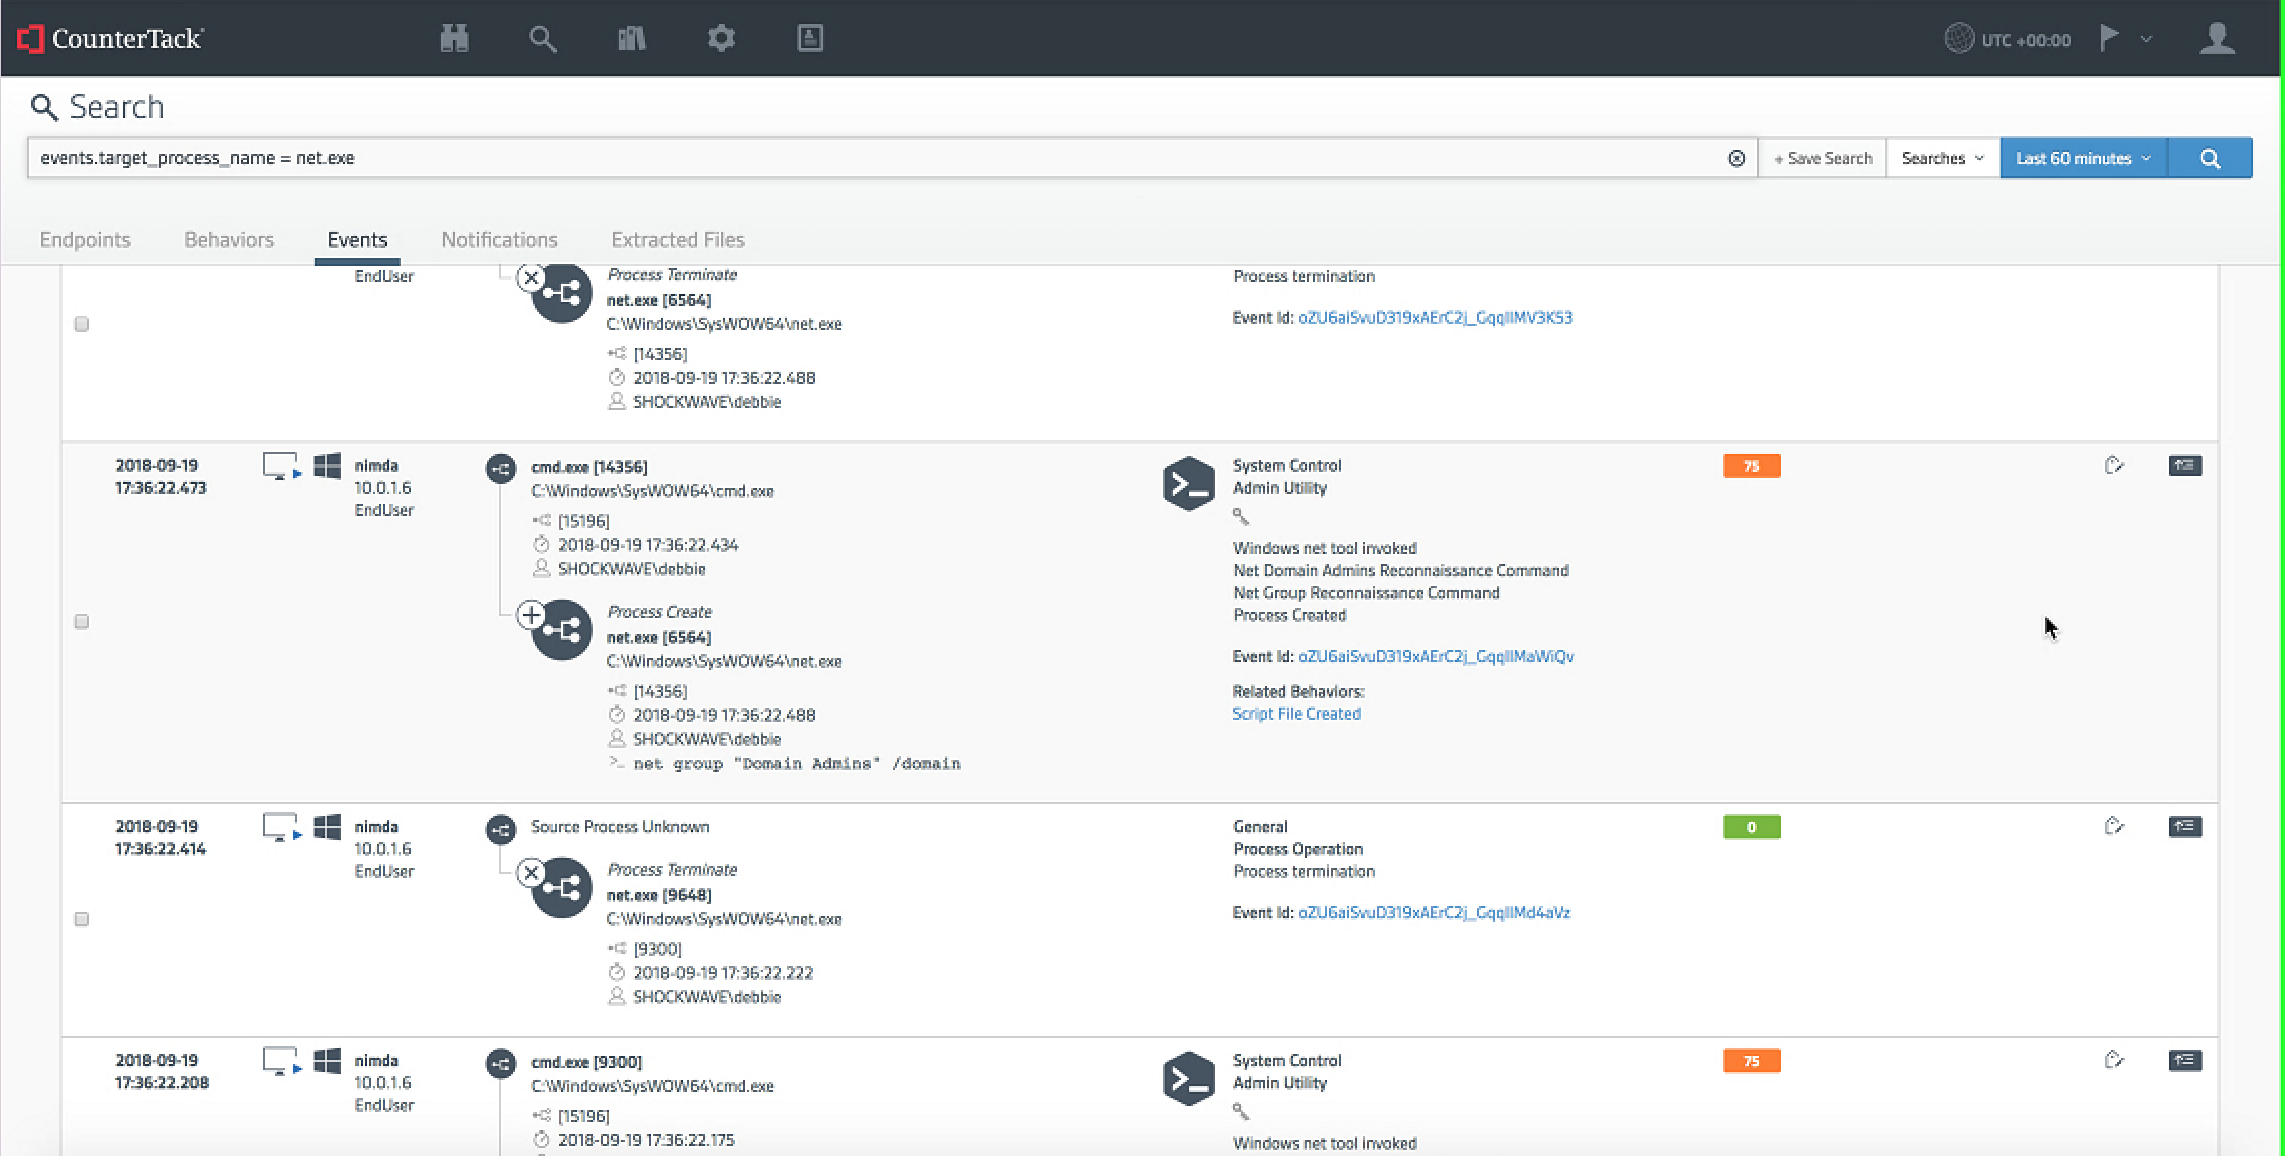 CounterTack
UTC +00:00
Search
events.target_process_name = net.exe
+ Save Search
Searches
Last 60 minutes
Endpoints
Behaviors
Events
Notifications
Extracted Files
EndUser
Process Terminate
net.exe [6564]
C:\Windows\SysWOW64\net.exe
[14356]
2018-09-19 17:36:22.488
SHOCKWAVE\debbie
Process termination
Event Id:
2018-09-19
17:36:22.473
nimda
10.0.1.6
EndUser
cmd.exe [14356]
C:\Windows\SysWOW64\cmd.exe
[15196]
2018-09-19 17:36:22.434
SHOCKWAVE\debbie
Process Create
net.exe [6564]
C:\Windows\SysWOW64\net.exe
[14356]
2018-09-19 17:36:22.488
SHOCKWAVE\debbie
>_ net group "Domain Admins" /domain
System Control
Admin Utility
Windows net tool invoked
Net Domain Admins Reconnaissance Command
Net Group Reconnaissance Command
Process Created
Event Id:
Related Behaviors:
Script File Created
75
2018-09-19
17:36:22.414
nimda
10.0.1.6
EndUser
Source Process Unknown
Process Terminate
net.exe [9648]
C:\Windows\SysWOW64\net.exe
[9300]
2018-09-19 17:36:22.222
SHOCKWAVE\debbie
General
Process Operation
Process termination
Event Id:
0
2018-09-19
17:36:22.208
nimda
10.0.1.6
EndUser
cmd.exe [9300]
C:\Windows\SysWOW64\cmd.exe
[15196]
2018-09-19 17:36:22.175
System Control
Admin Utility
Windows net tool invoked
75